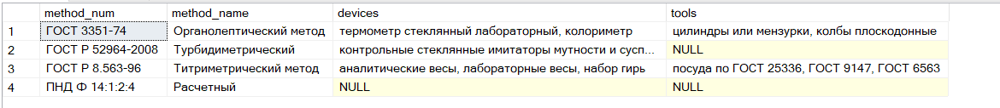 method_num method_name devices tools
1 ГОСТ 3351-74 Органолептический метод термометр стеклянный лабораторный, колориметр цилиндры или мензурки, колбы плоскодонные
2 ГОСТ Р 52964-2008 Турбидиметрический контрольные стеклянные имитаторы мутности и сусп... NULL
3 ГОСТ Р 8.563-96 Титриметрический метод аналитические весы, лабораторные весы, набор гирь посуда по ГОСТ 25336, ГОСТ 9147, ГОСТ 6563
4 ПНД Ф 14:1:2:4 Расчетный NULL NULL